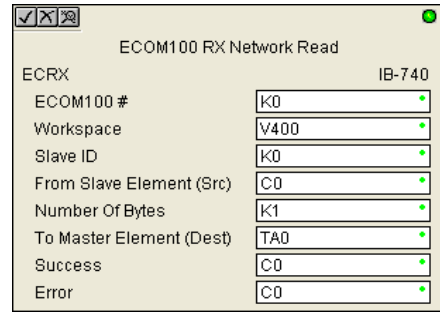 ECOM100 RX Network Read
ECRX IB-740
ECOM100 # K0
Workspace V400
Slave ID K0
From Slave Element (Src) C0
Number Of Bytes K1
To Master Element (Dest) TA0
Success C0
Error C0